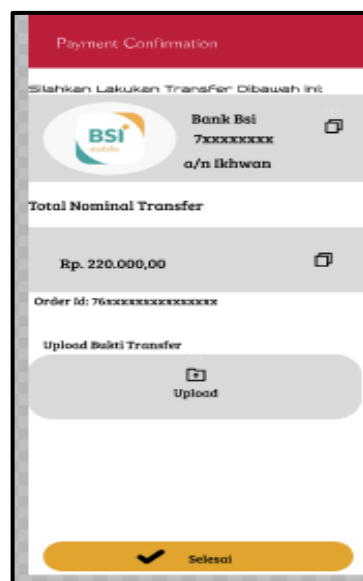 Payment Confirmation
Silahkan Lakukan Transfer Dibawah Ini:
BSI
mobile
Bank Bsi
7xxxxxxxx
a/n Ikhwan
Total Nominal Transfer
Rp. 220.000,00
Order Id: 76xxxxxxxxxxxxxxx
Upload Bukti Transfer
Upload
Selesai